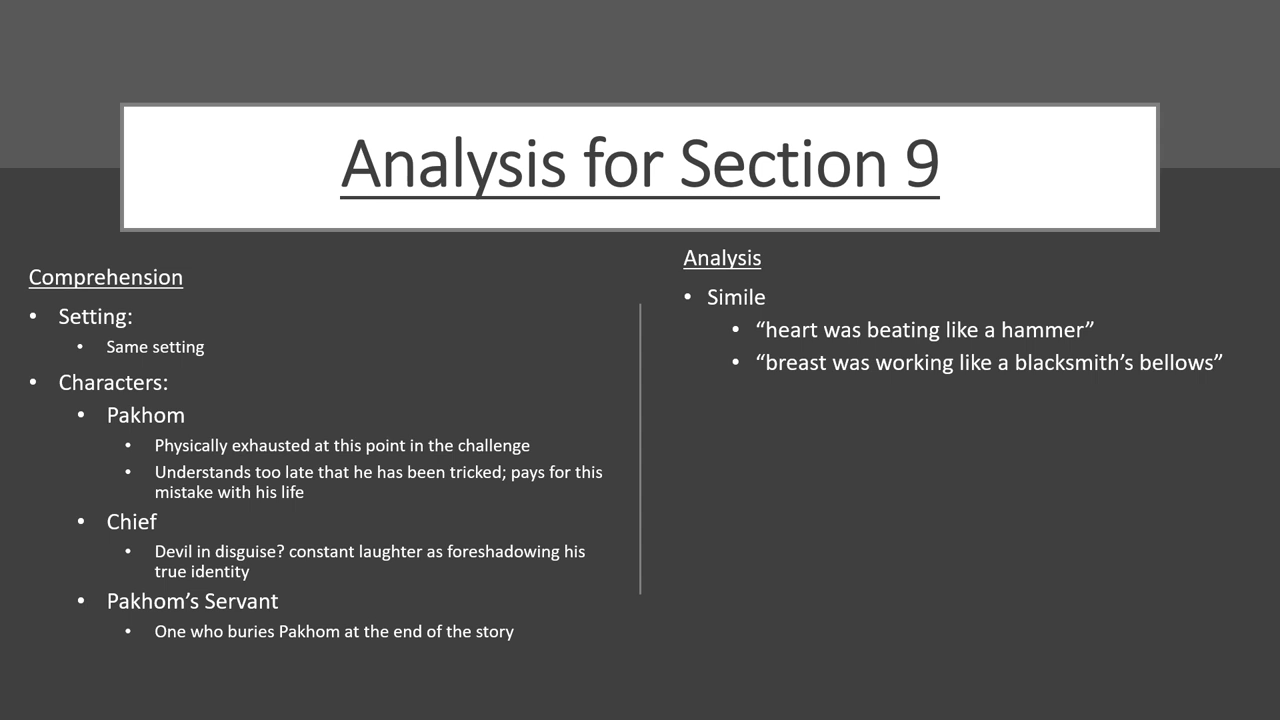 Analysis for Section 9
Comprehension
• Setting:
• Same setting
• Characters:
• Pakhom
• Physically exhausted at this point in the challenge
• Understands too late that he has been tricked; pays for this
mistake with his life
• Chief
• Devil in disguise? constant laughter as foreshadowing his
true identity
• Pakhom’s Servant
• One who buries Pakhom at the end of the story
Analysis
• Simile
• “heart was beating like a hammer”
• “breast was working like a blacksmith’s bellows”